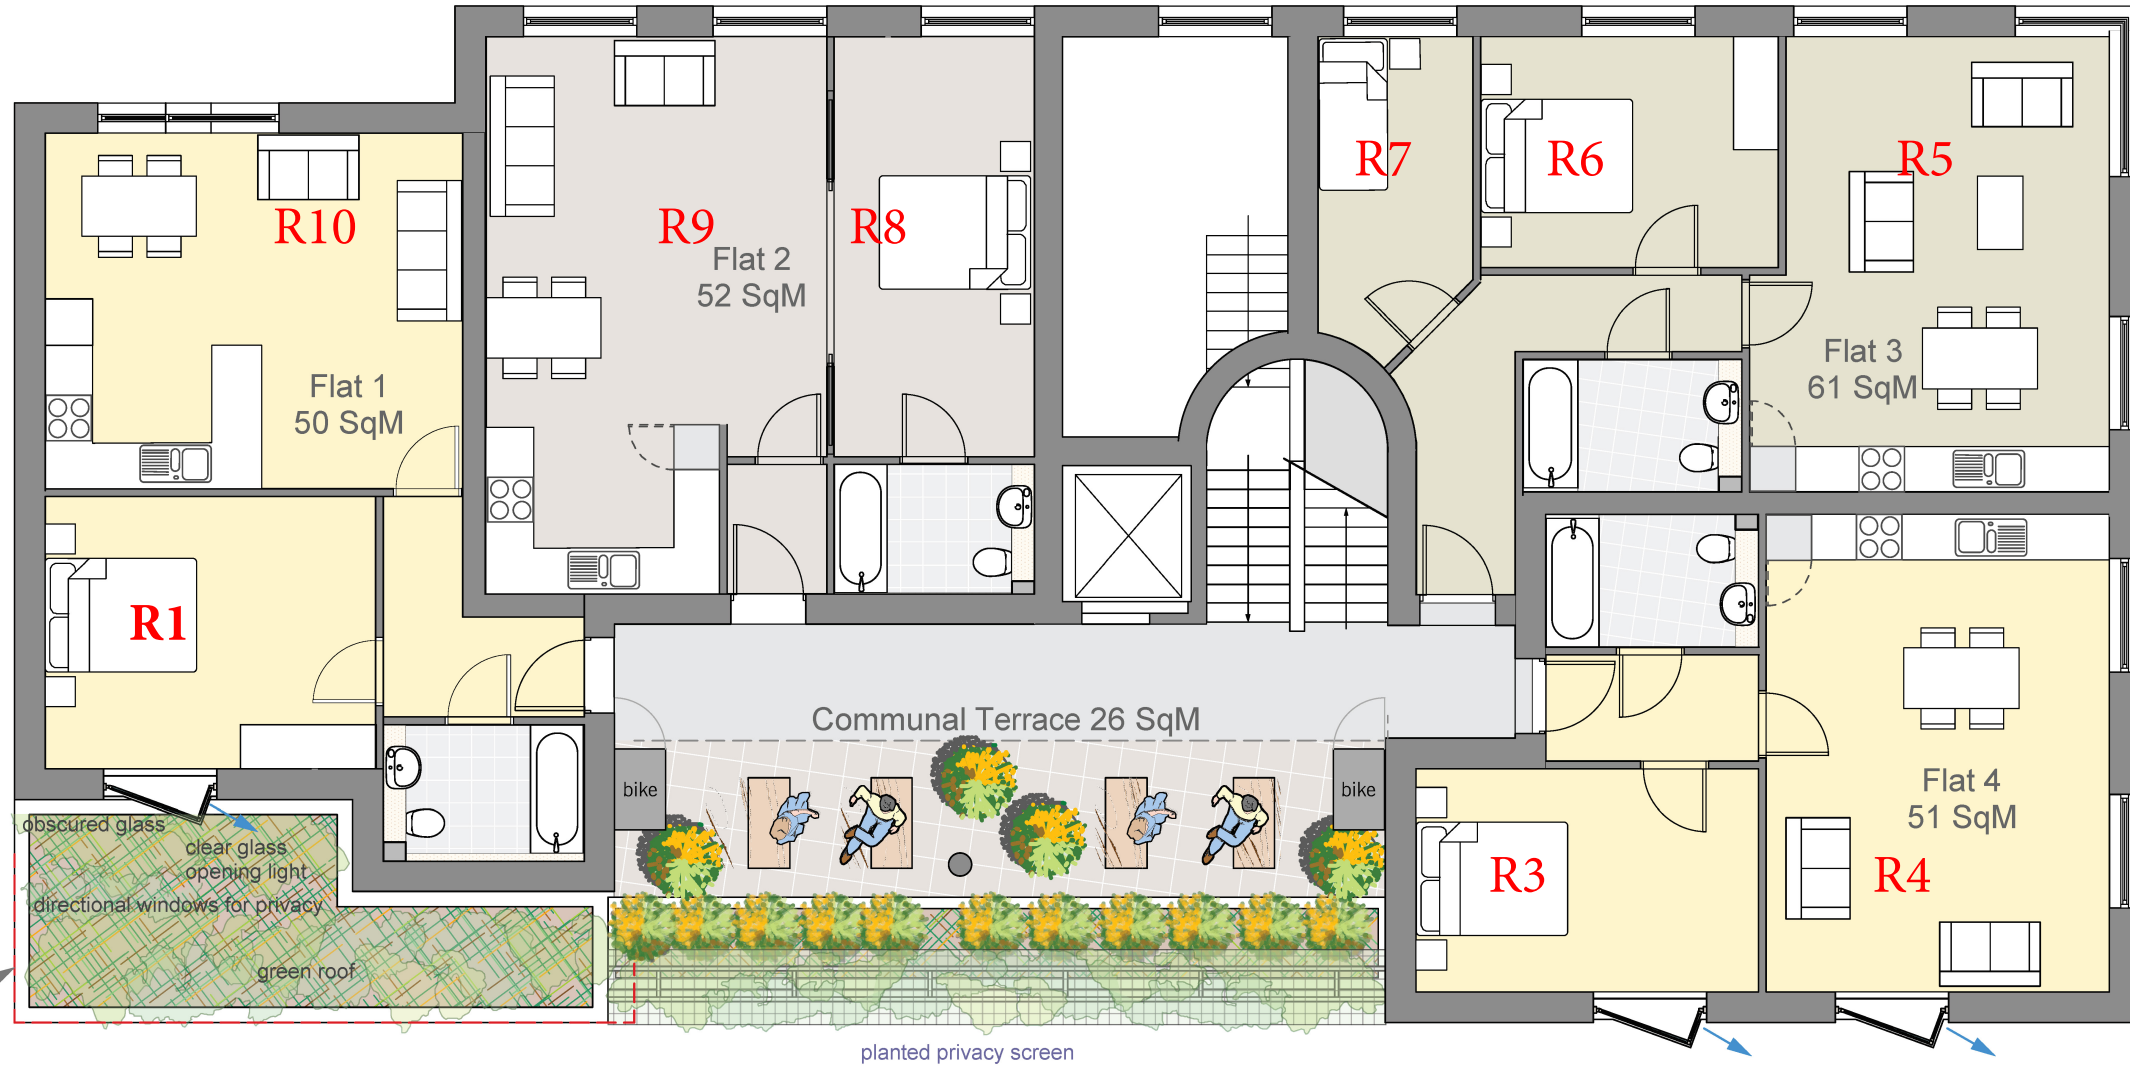 R7
R6
R5
R10
R9
R8
Flat 2
52 SqM
Flat 3
61 SqM
Flat 1
50 SqM
R1
Communal Terrace 26 SqM
bike
bike
Flat 4
51 SqM
obscured glass
clear glass
opening light
directional windows for privacy
R3
R4
green roof
planted privacy screen